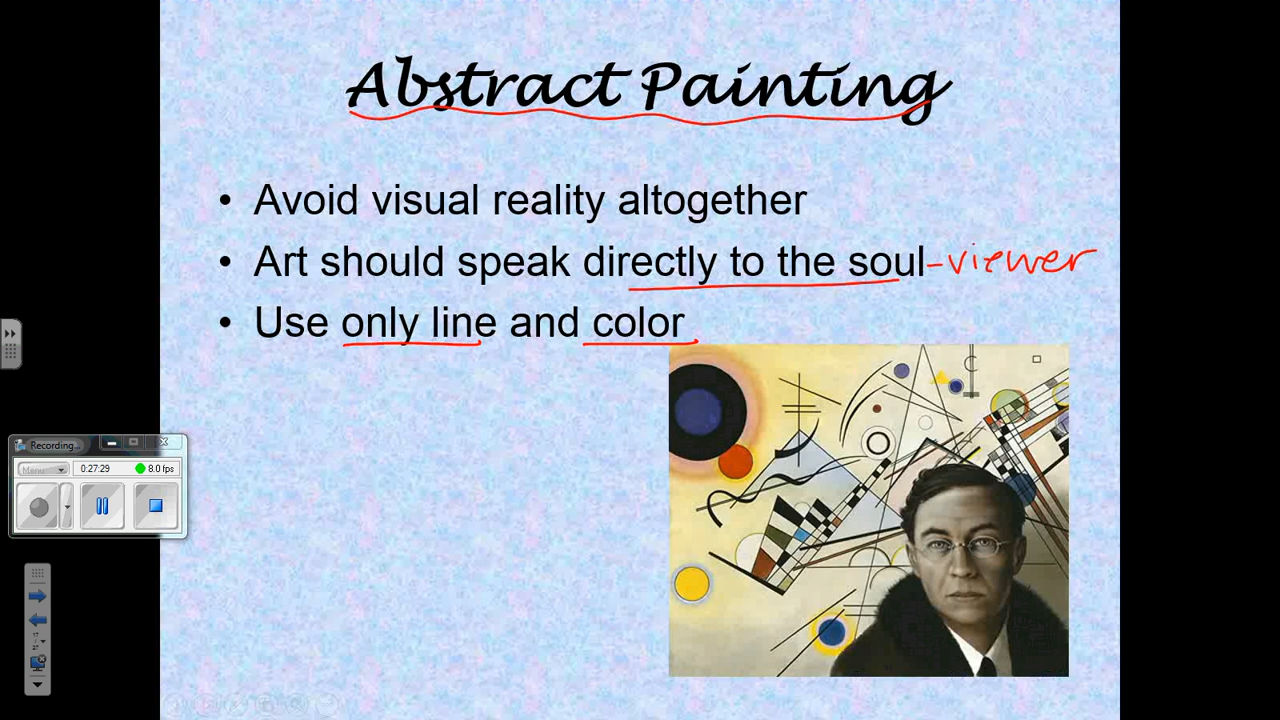 Abstract Painting
• Avoid visual reality altogether
• Art should speak directly to the soul -viewer
• Use only line and color
Recording...
Menu
0:27:29 8.0 fps